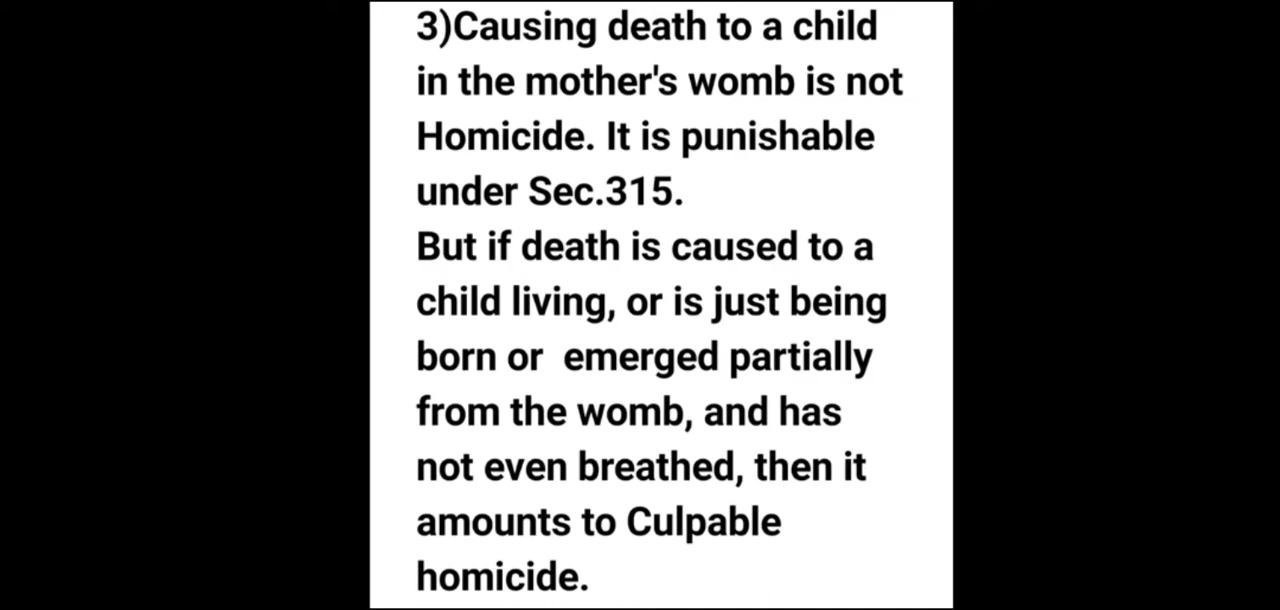 3)Causing death to a child
in the mother's womb is not
Homicide. It is punishable
under Sec.315.
But if death is caused to a
child living, or is just being
born or  emerged partially
from the womb, and has
not even breathed, then it
amounts to Culpable
homicide.